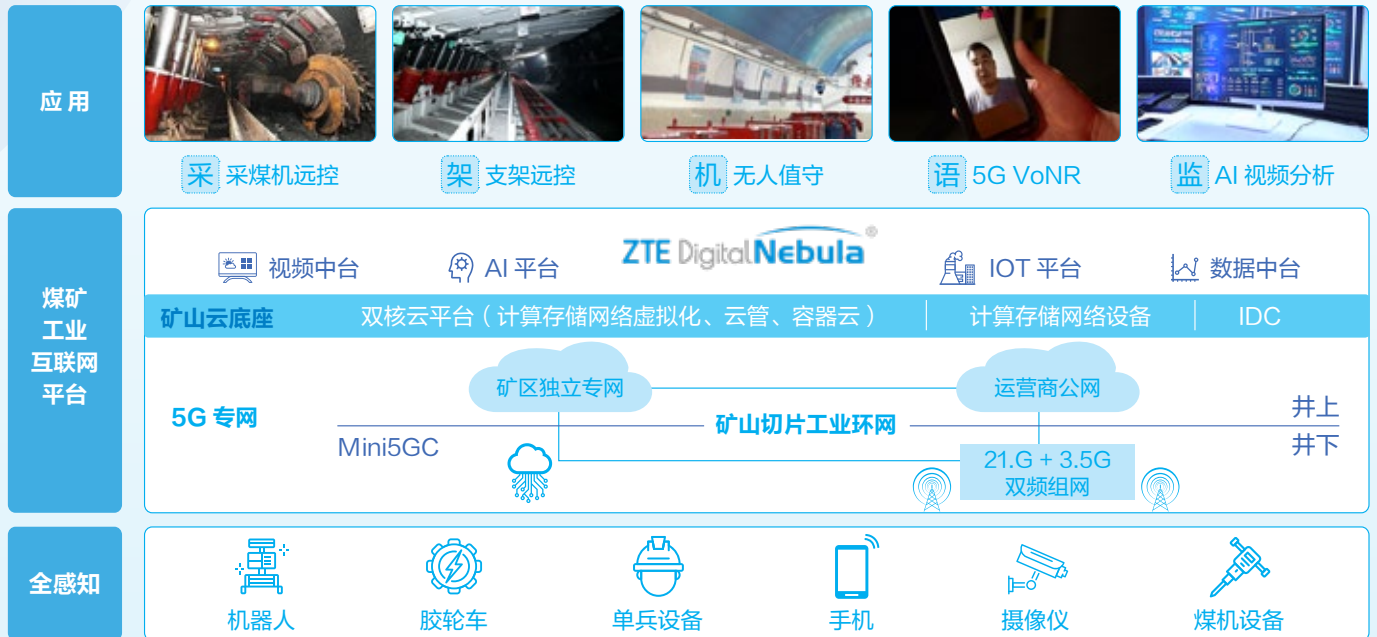 应用
采 采煤机远控
架 支架远控
机 无人值守
语 5G VoNR
监 AI 视频分析
煤矿
工业
互联网
平台
ZTE DigitalNebula®
视频中台
AI 平台
IOT 平台
数据中台
矿山云底座
双核云平台（计算存储网络虚拟化、云管、容器云）
计算存储网络设备
IDC
5G 专网
矿区独立专网
运营商公网
矿山切片工业环网
井上
井下
Mini5GC
21.G + 3.5G
双频组网
全感知
机器人
胶轮车
单兵设备
手机
摄像仪
煤机设备